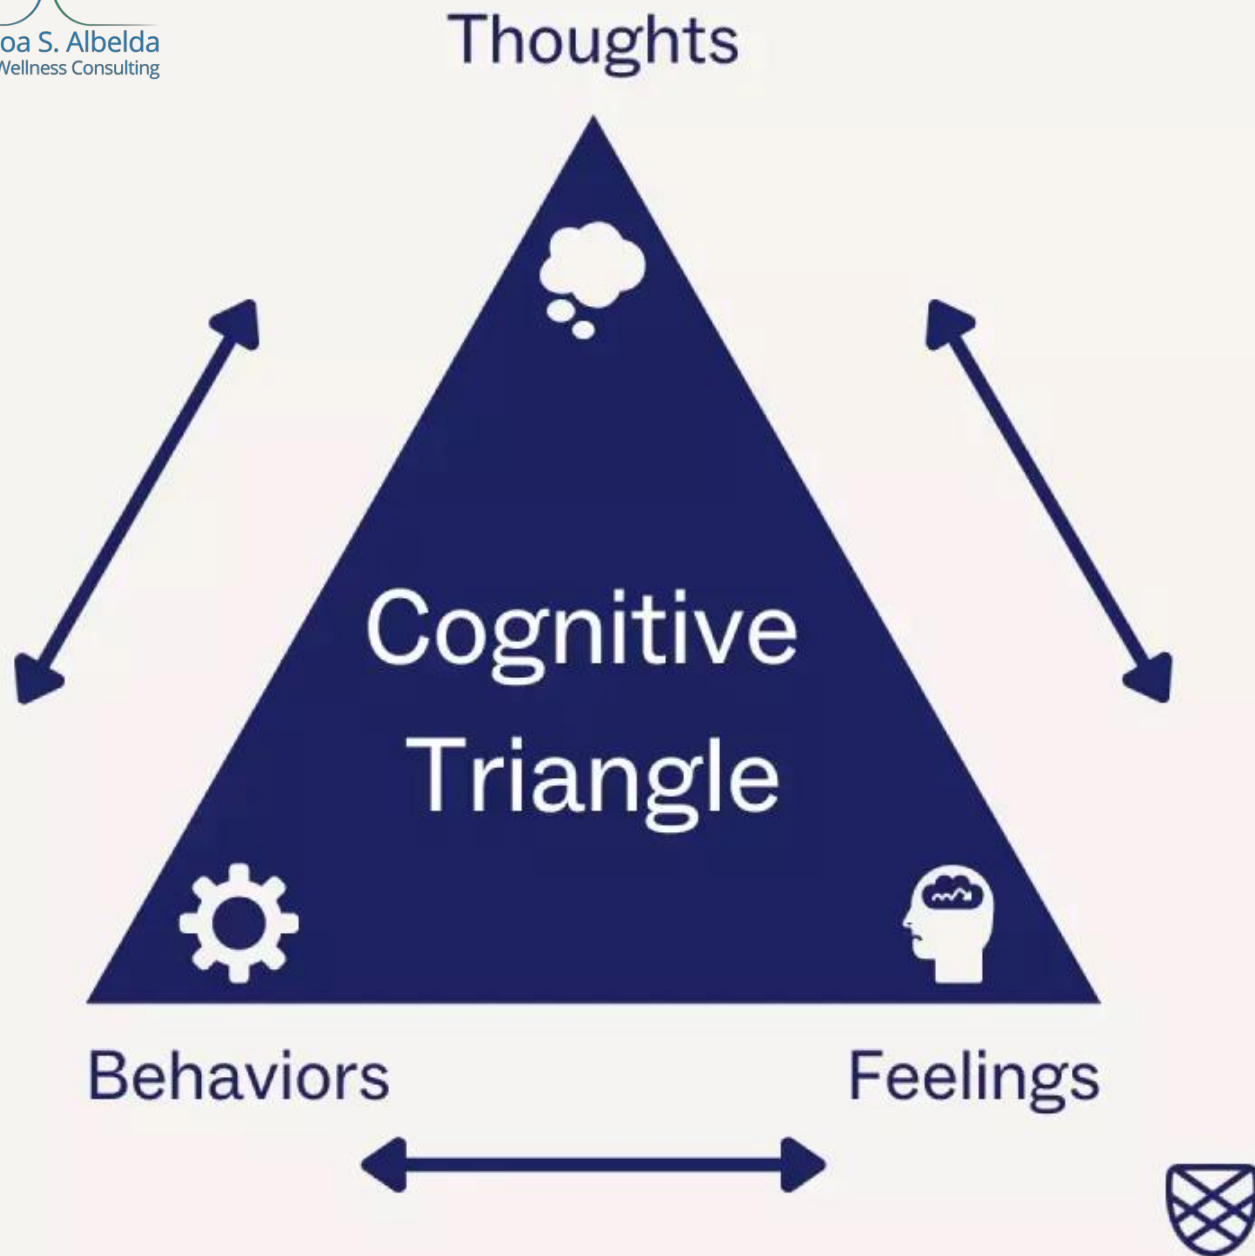 oa S. Albelda
Wellness Consulting
Thoughts
Cognitive
Triangle
Behaviors
Feelings